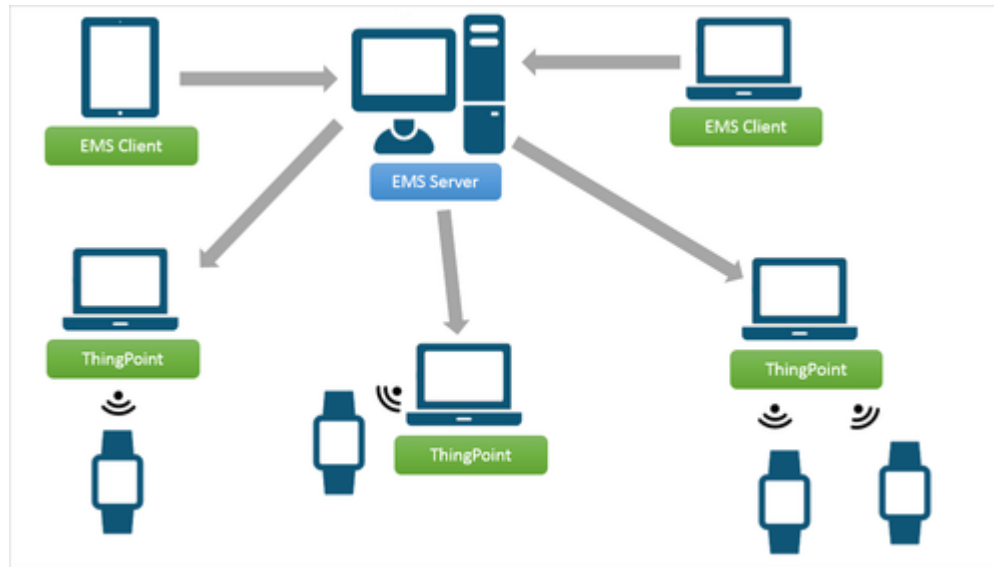 EMS Client
EMS Client
EMS Server
ThingPoint
ThingPoint
ThingPoint